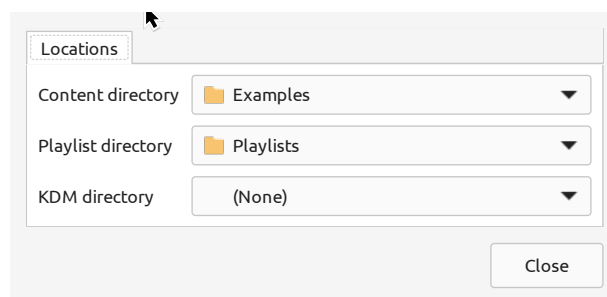 Locations
Content directory Examples
Playlist directory Playlists
KDM directory (None)
Close